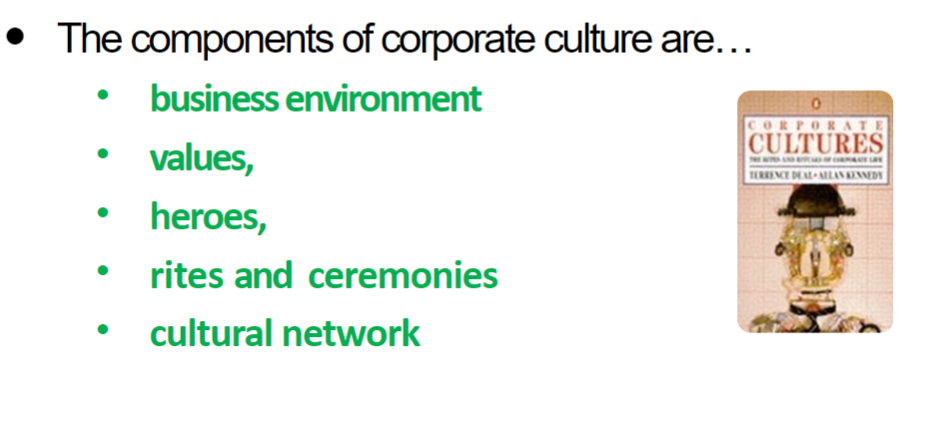 • The components of corporate culture are…
• business environment
• values,
• heroes,
• rites and ceremonies
• cultural network
CORPORATE
CULTURES
THE RITES AND RITUALS OF CORPORATE LIFE
TERRENCE DEAL • ALLAN KENNEDY